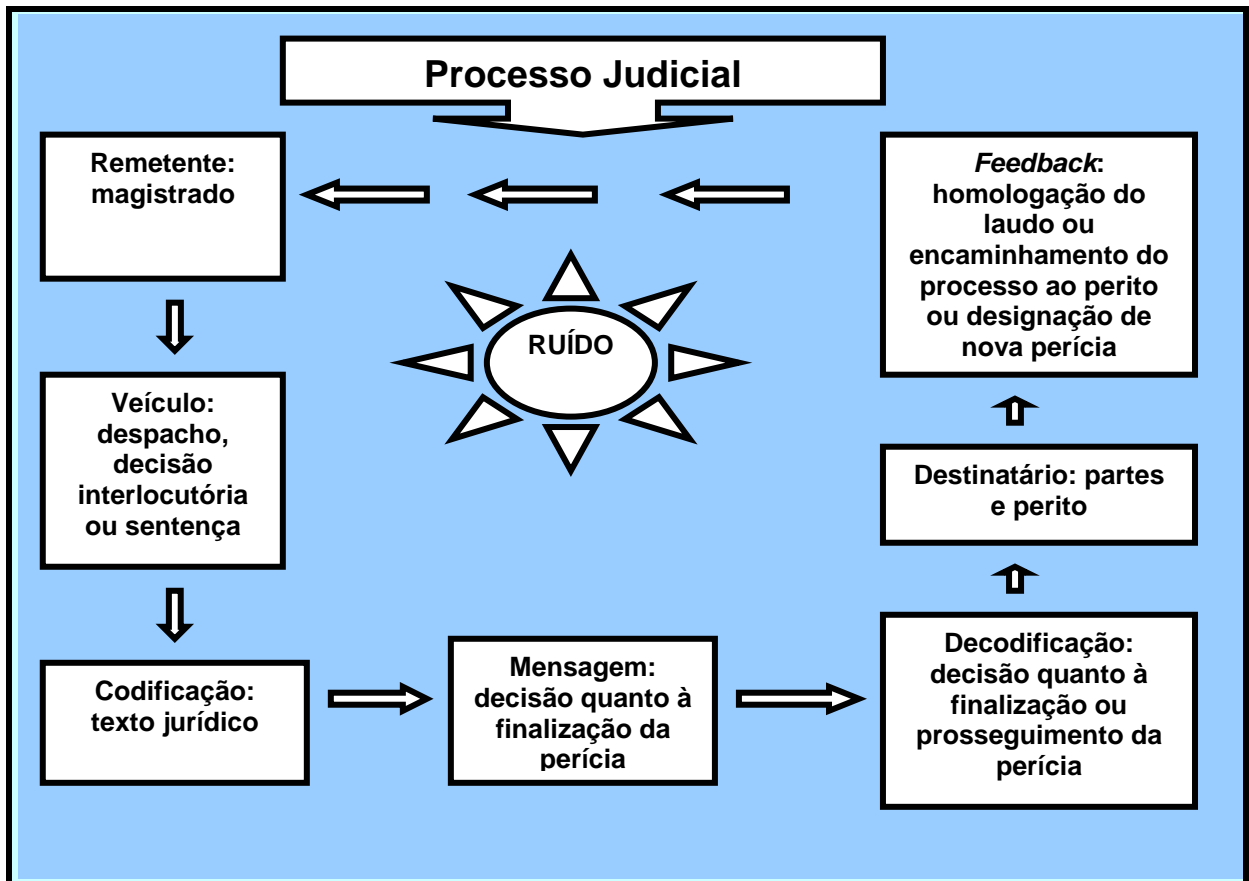 Processo Judicial
Remetente:
magistrado
Veículo:
despacho,
decisão
interlocutória
ou sentença
Codificação:
texto jurídico
Mensagem:
decisão quanto à
finalização da
perícia
Decodificação:
decisão quanto à
finalização ou
prosseguimento da
perícia
Destinatário: partes
e perito
Feedback:
homologação do
laudo ou
encaminhamento do
processo ao perito
ou designação de
nova perícia
RUÍDO